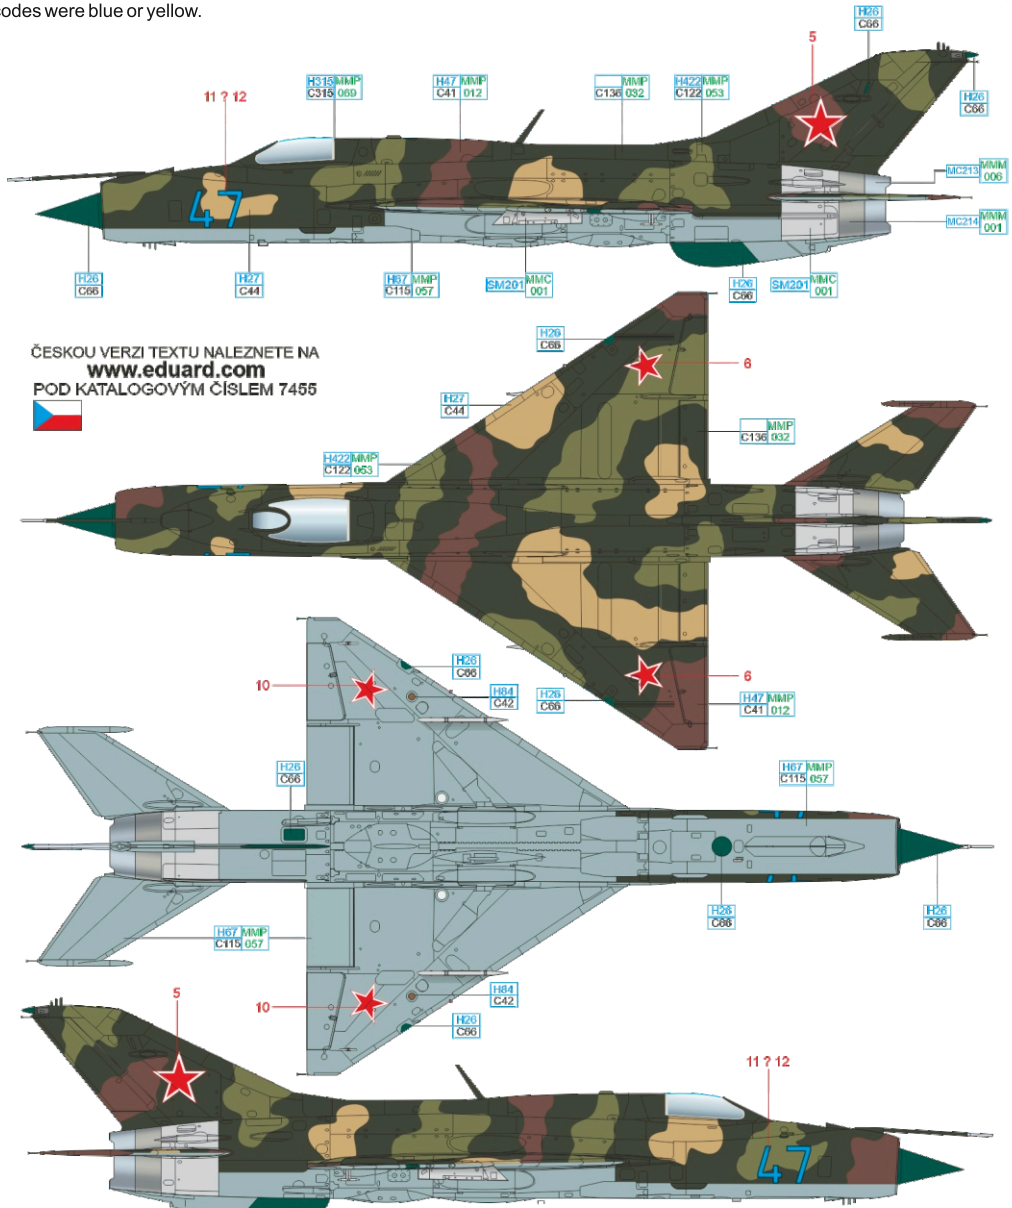 codes were blue or yellow.
H26
C66
5
11 ? 12
H315 MMP
C315 069
H47 MMP
C41 012
MMP
C136 032
H422 MMP
C122 053
H26
C66
MC213 MMM
006
47
MC214 MMM
001
H26
C66
H27
C44
H67 MMP
C115 057
SM201 MMC
001
H26
C66
SM201 MMC
001
ČESKOU VERZI TEXTU NALEZNETE NA
www.eduard.com
POD KATALOGOVÝM ČÍSLEM 7455
H26
C66
6
H27
C44
MMP
C136 032
H422 MMP
C122 053
H26
C66
10
H84
C42
H26
C66
6
H47 MMP
C41 012
H26
C66
H67 MMP
C115 057
H67 MMP
C115 057
H26
C66
H26
C66
10
H84
C42
H26
C66
5
11 ? 12
47